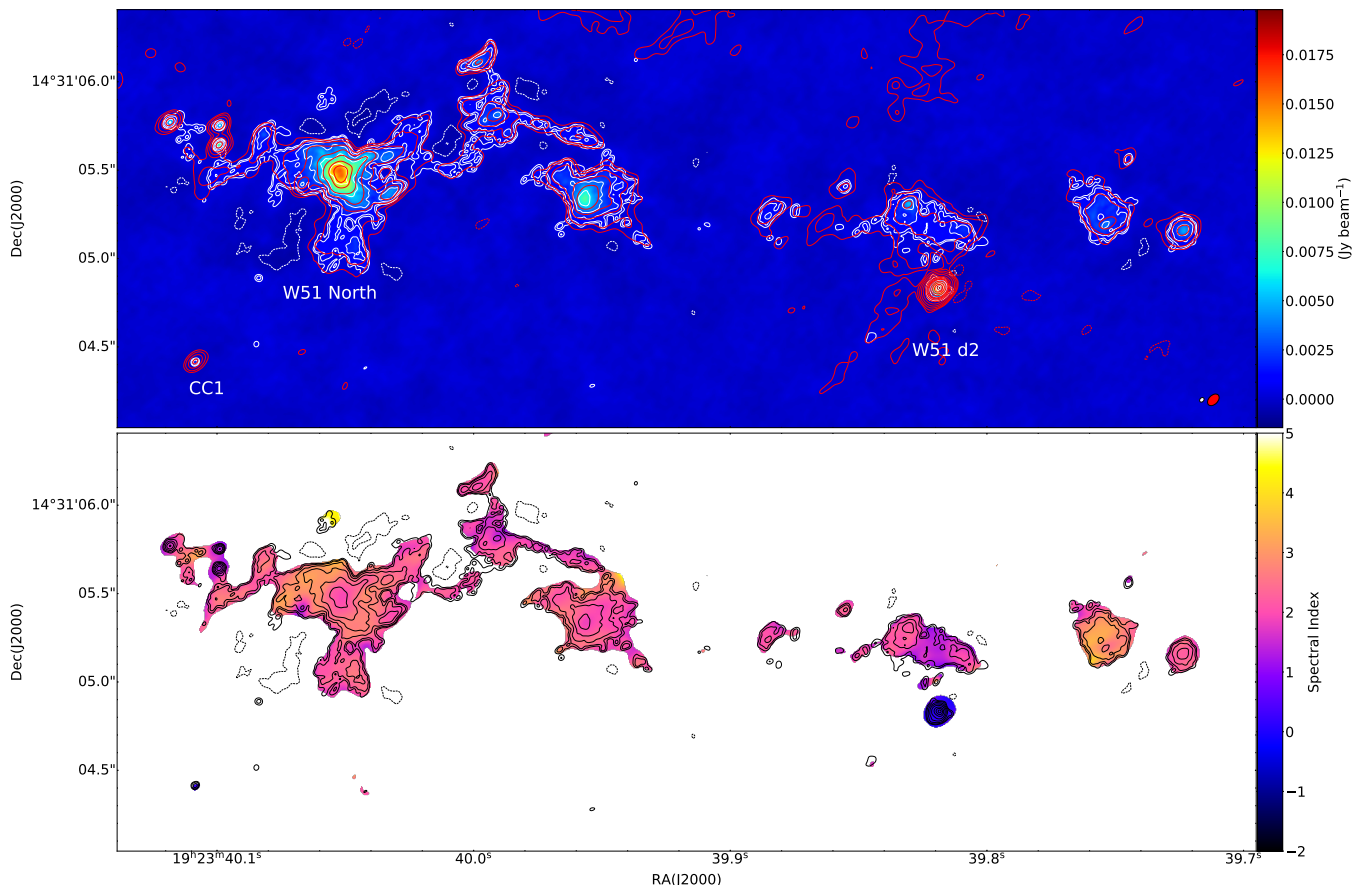 14°31'06.0"
05.5"
05.0"
04.5"
Dec(J2000)
W51 North
CC1
W51 d2
0.0175
0.0150
0.0125
0.0100
0.0075
0.0050
0.0025
0.0000
(Jy beam⁻¹)
14°31'06.0"
05.5"
05.0"
04.5"
Dec(J2000)
5
4
3
2
1
0
−1
−2
Spectral Index
19ʰ23ᵐ40.1ˢ
40.0ˢ
39.9ˢ
39.8ˢ
39.7ˢ
RA(J2000)